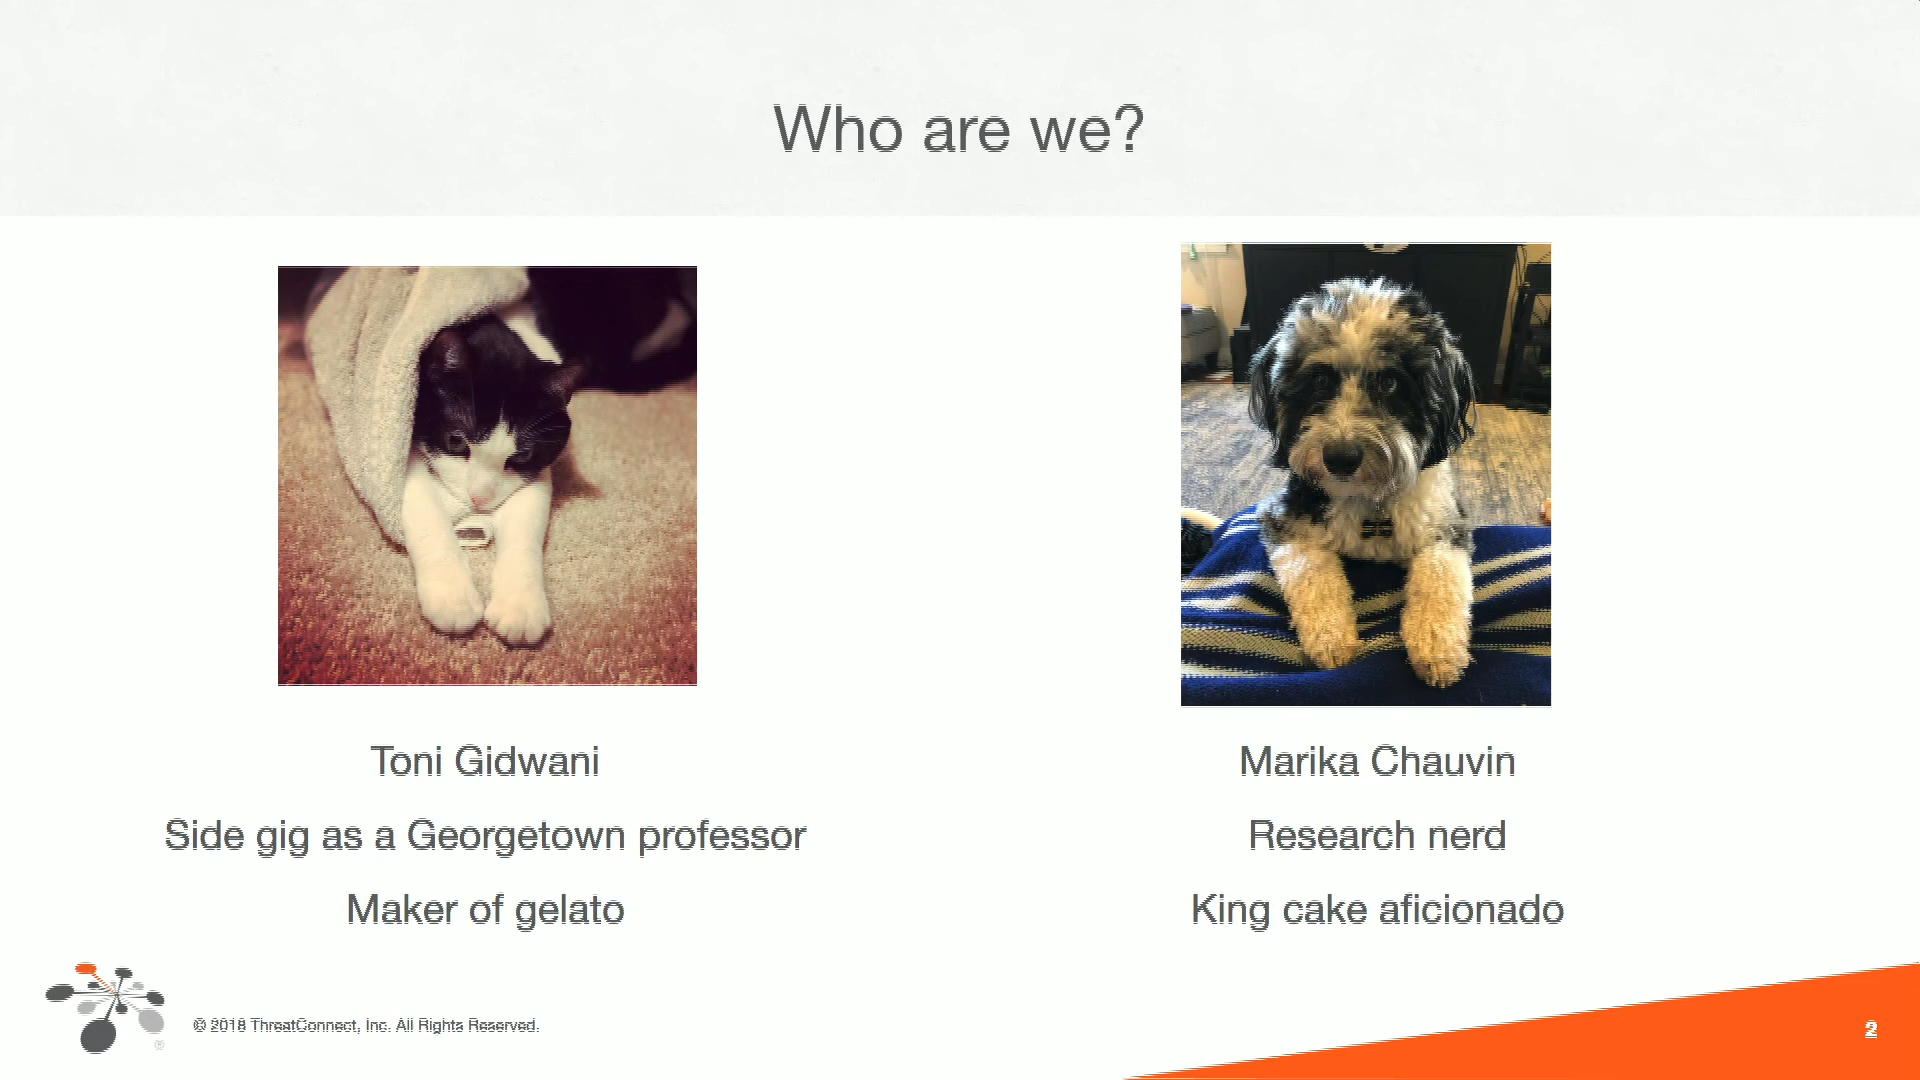 Who are we?
Toni Gidwani
Side gig as a Georgetown professor
Maker of gelato
Marika Chauvin
Research nerd
King cake aficionado
® 
© 2018 ThreatConnect, Inc. All Rights Reserved.
2